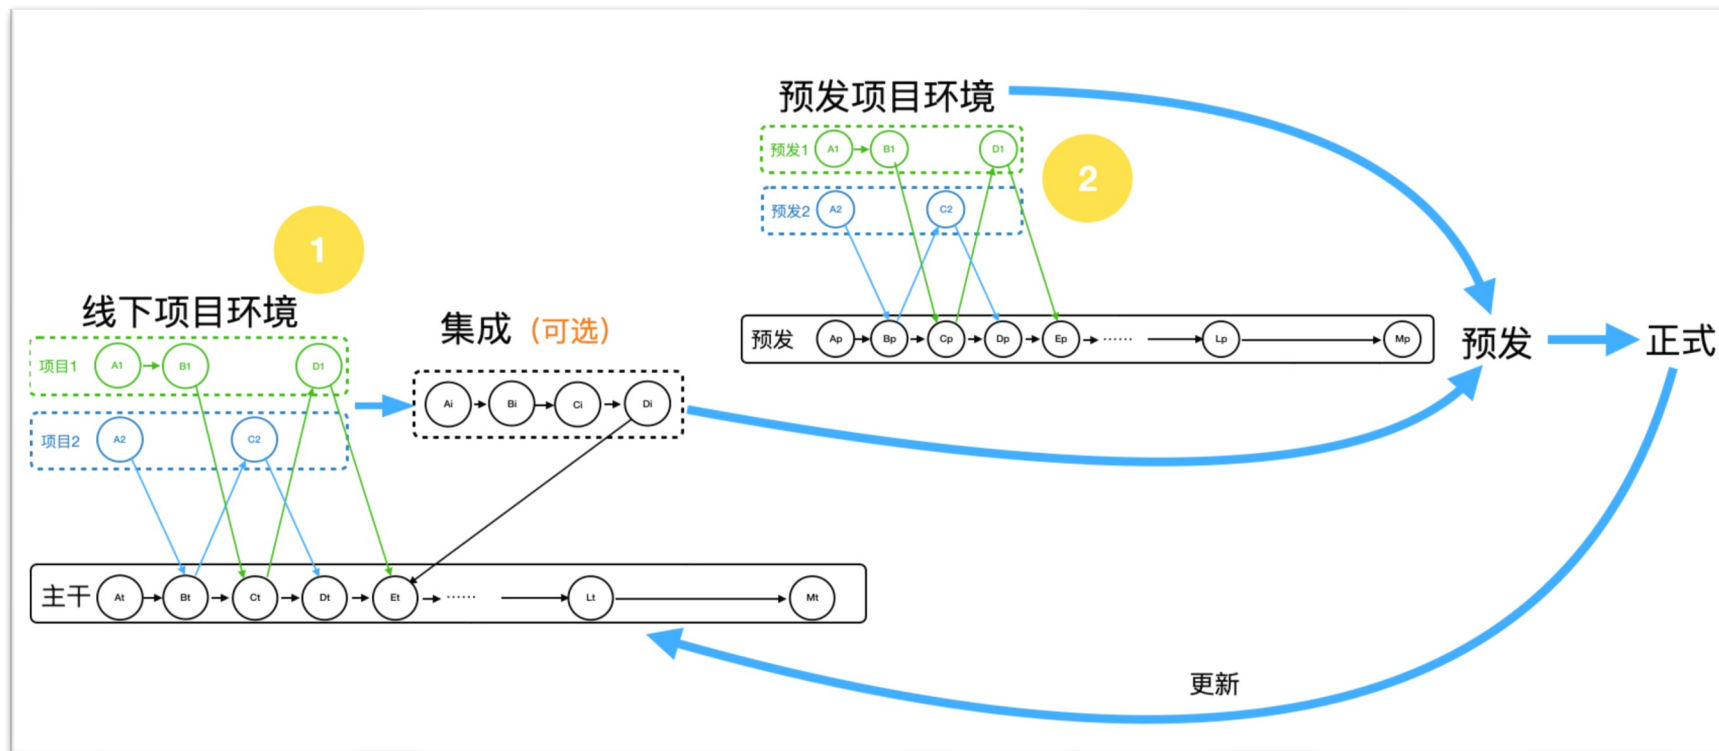 预发项目环境
预发1 A1 B1 D1
2
预发2 A2 C2
1
线下项目环境
集成 (可选)
预发 Ap Bp Cp Dp Ep ······ Lp Mp
预发
正式
项目1 A1 B1 D1
Ai Bi Ci Di
项目2 A2 C2
主干 At Bt Ct Dt Et ······ Lt Mt
更新